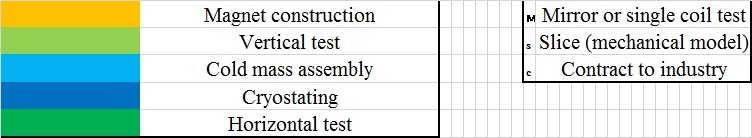 Magnet construction
Vertical test
Cold mass assembly
Cryostating
Horizontal test
M Mirror or single coil test
s Slice (mechanical model)
c Contract to industry